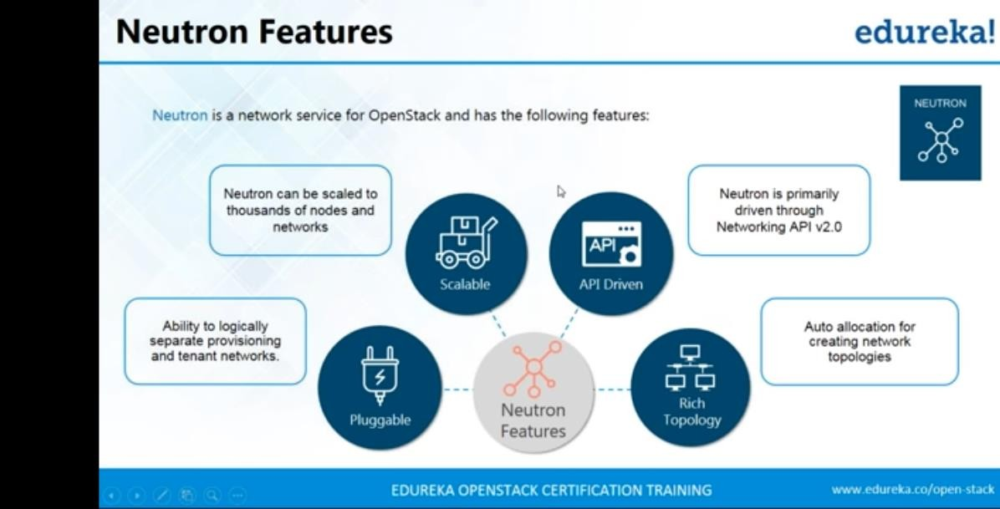 Neutron Features
edureka!
Neutron is a network service for OpenStack and has the following features:
NEUTRON
Neutron can be scaled to
thousands of nodes and
networks
Scalable
API
API Driven
Neutron is primarily
driven through
Networking API v2.0
Ability to logically
separate provisioning
and tenant networks.
Pluggable
Neutron
Features
Rich
Topology
Auto allocation for
creating network
topologies
EDUREKA OPENSTACK CERTIFICATION TRAINING
www.edureka.co/open-stack